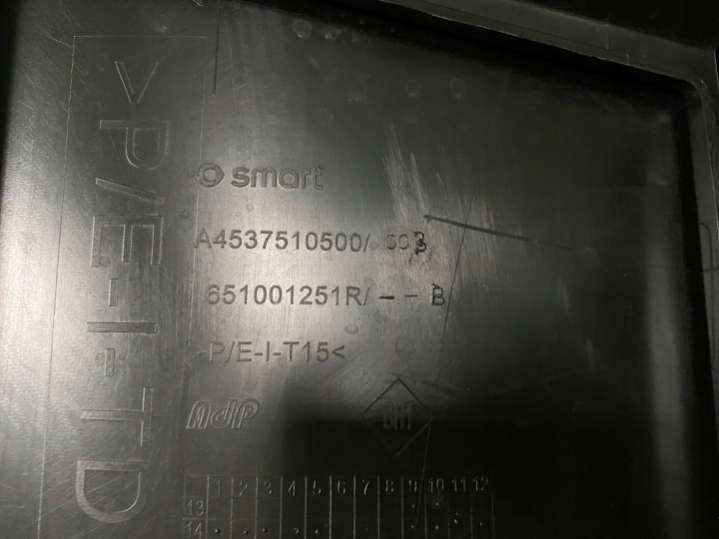 >P/E-I-TD
smart
A4537510500/
651001251R/ - - B
>P/E-I-T15<
MdP
1 2 3 4 5 6 7 8 9 10 11 12
13
14